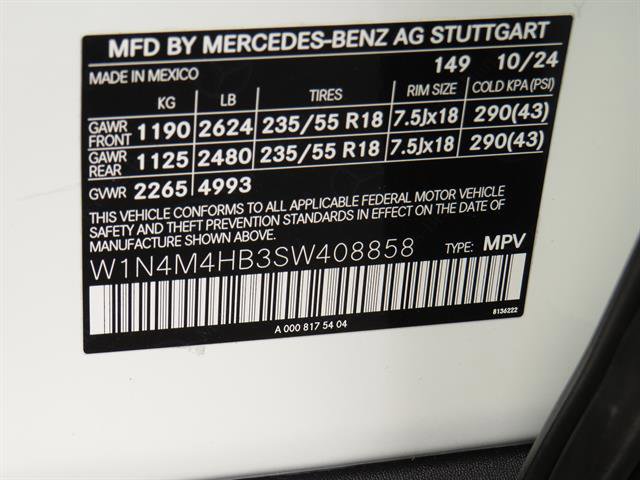 MFD BY MERCEDES-BENZ AG STUTTGART
MADE IN MEXICO 149 10/24
KG LB TIRES RIM SIZE COLD KPA(PSI)
GAWR FRONT 1190 2624 235/55 R18 7.5Jx18 290(43)
GAWR REAR 1125 2480 235/55 R18 7.5Jx18 290(43)
GVWR 2265 4993
THIS VEHICLE CONFORMS TO ALL APPLICABLE FEDERAL MOTOR VEHICLE
SAFETY AND THEFT PREVENTION STANDARDS IN EFFECT ON THE DATE
OF MANUFACTURE SHOWN ABOVE.
W1N4M4HB3SW408858 TYPE: MPV
A 000 817 54 04 8136222